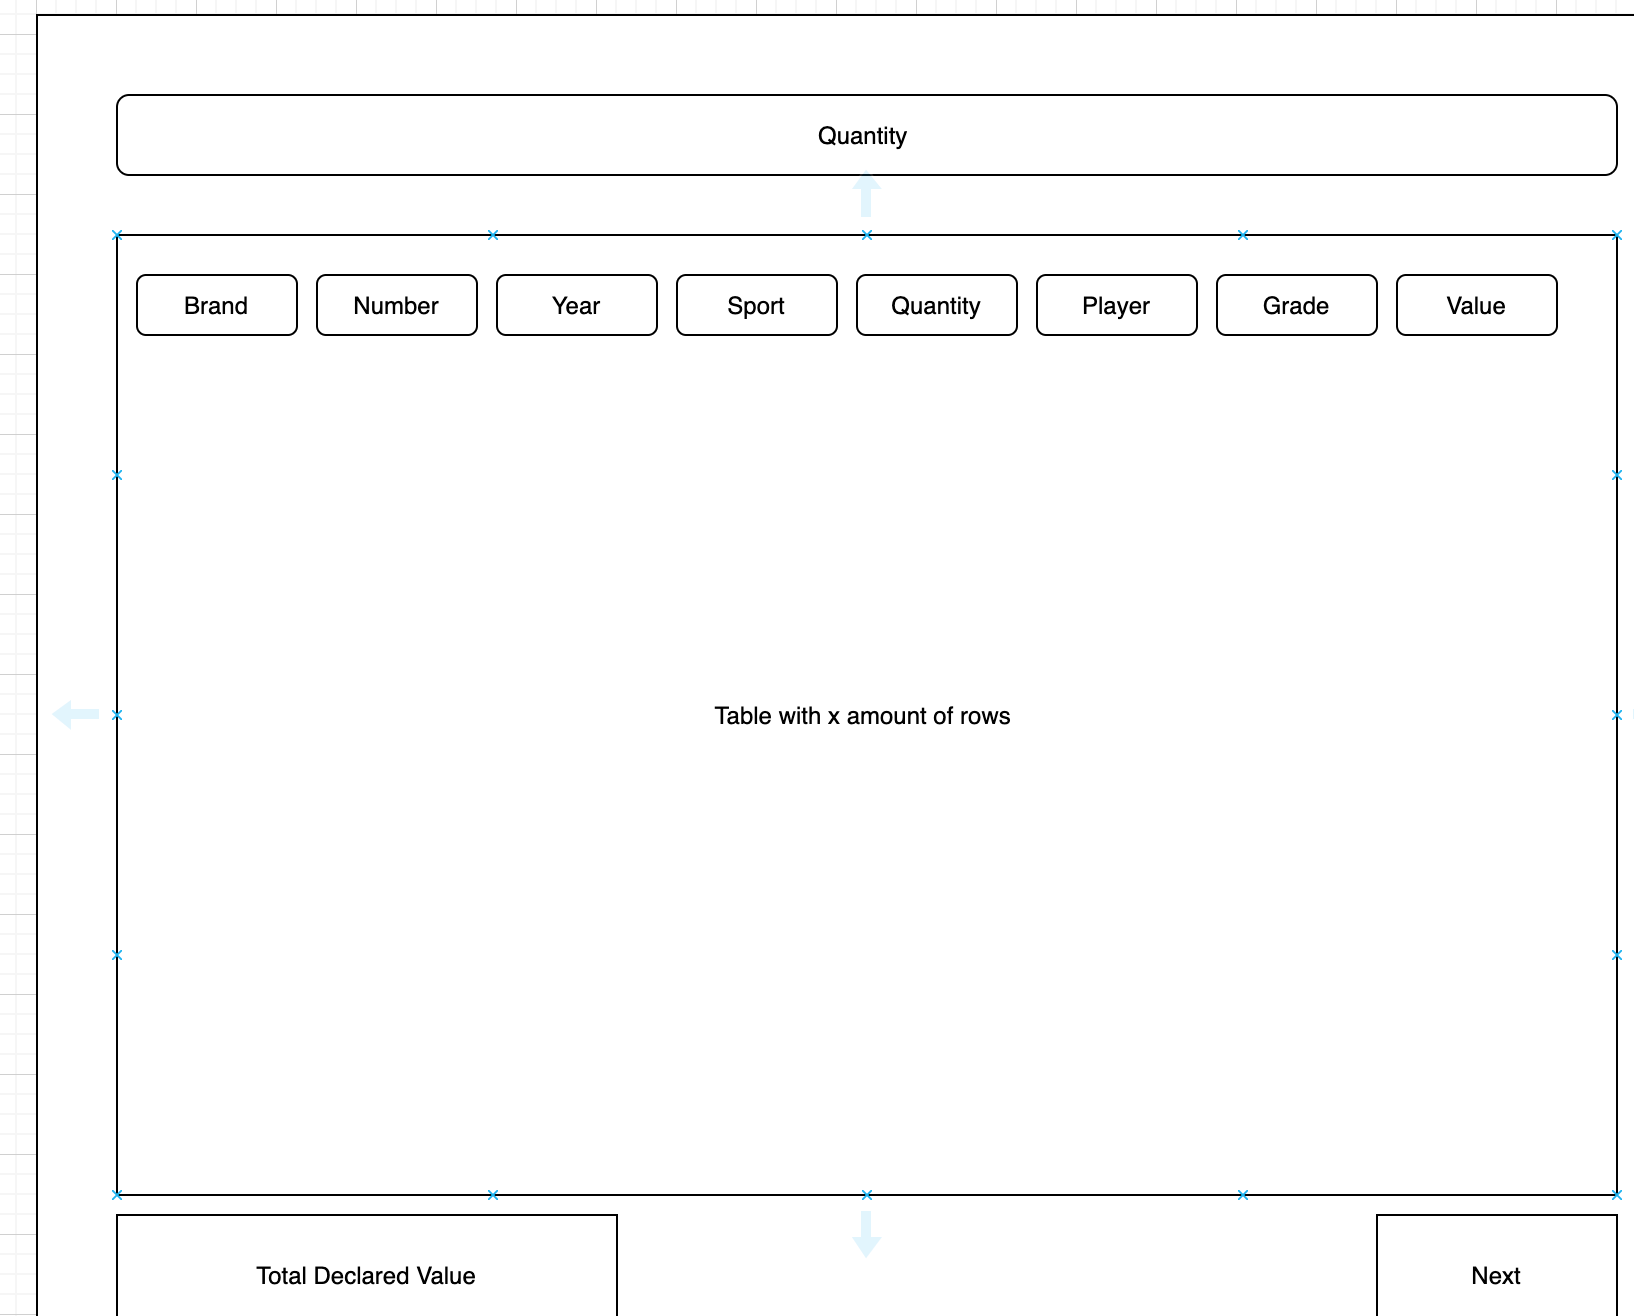 Quantity
Brand Number Year Sport Quantity Player Grade Value
Table with x amount of rows
Total Declared Value Next